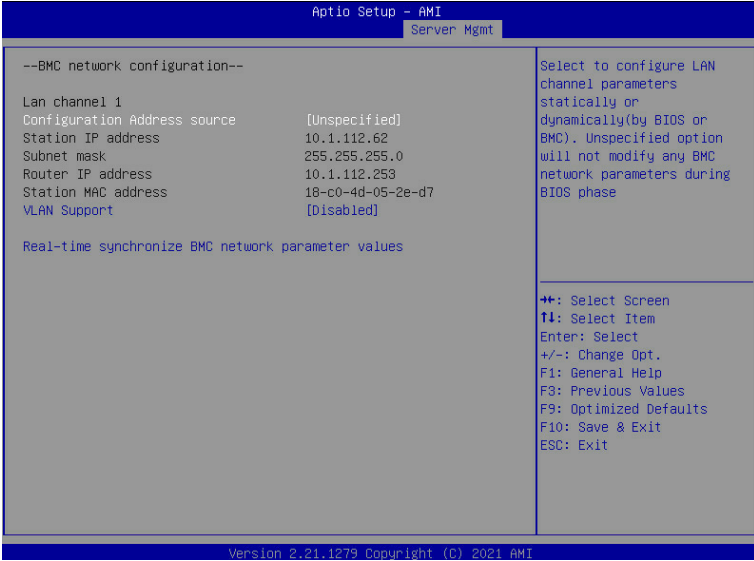 Aptio Setup – AMI
Server Mgmt
--BMC network configuration--
Lan channel 1
Configuration Address source [Unspecified]
Station IP address 10.1.112.62
Subnet mask 255.255.255.0
Router IP address 10.1.112.253
Station MAC address 18-c0-4d-05-2e-d7
VLAN Support [Disabled]
Real-time synchronize BMC network parameter values
Select to configure LAN
channel parameters
statically or
dynamically(by BIOS or
BMC). Unspecified option
will not modify any BMC
network parameters during
BIOS phase
→←: Select Screen
↑↓: Select Item
Enter: Select
+/-: Change Opt.
F1: General Help
F3: Previous Values
F9: Optimized Defaults
F10: Save & Exit
ESC: Exit
Version 2.21.1279 Copyright (C) 2021 AMI